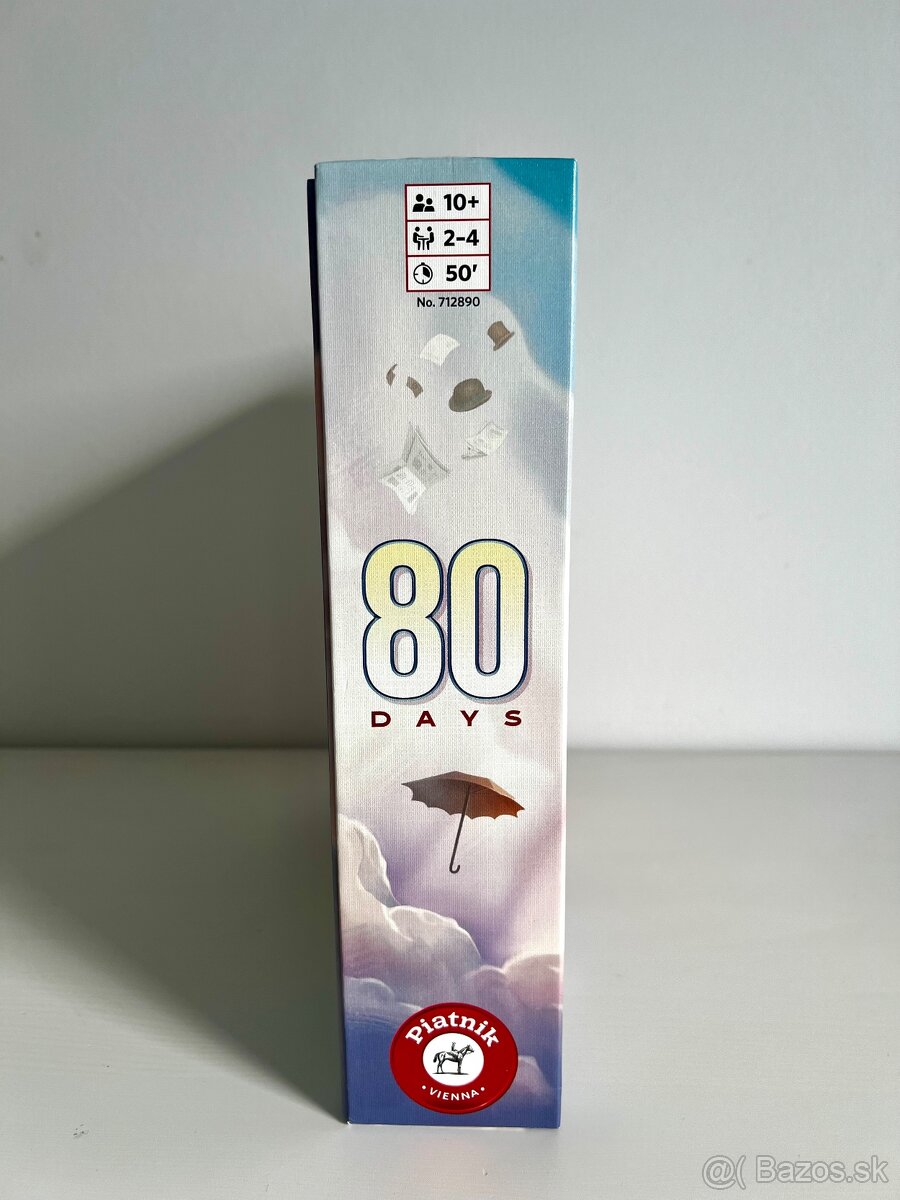 10+
2-4
50'
No. 712890
80
DAYS
Piatnik
• VIENNA •
@( Bazos.sk